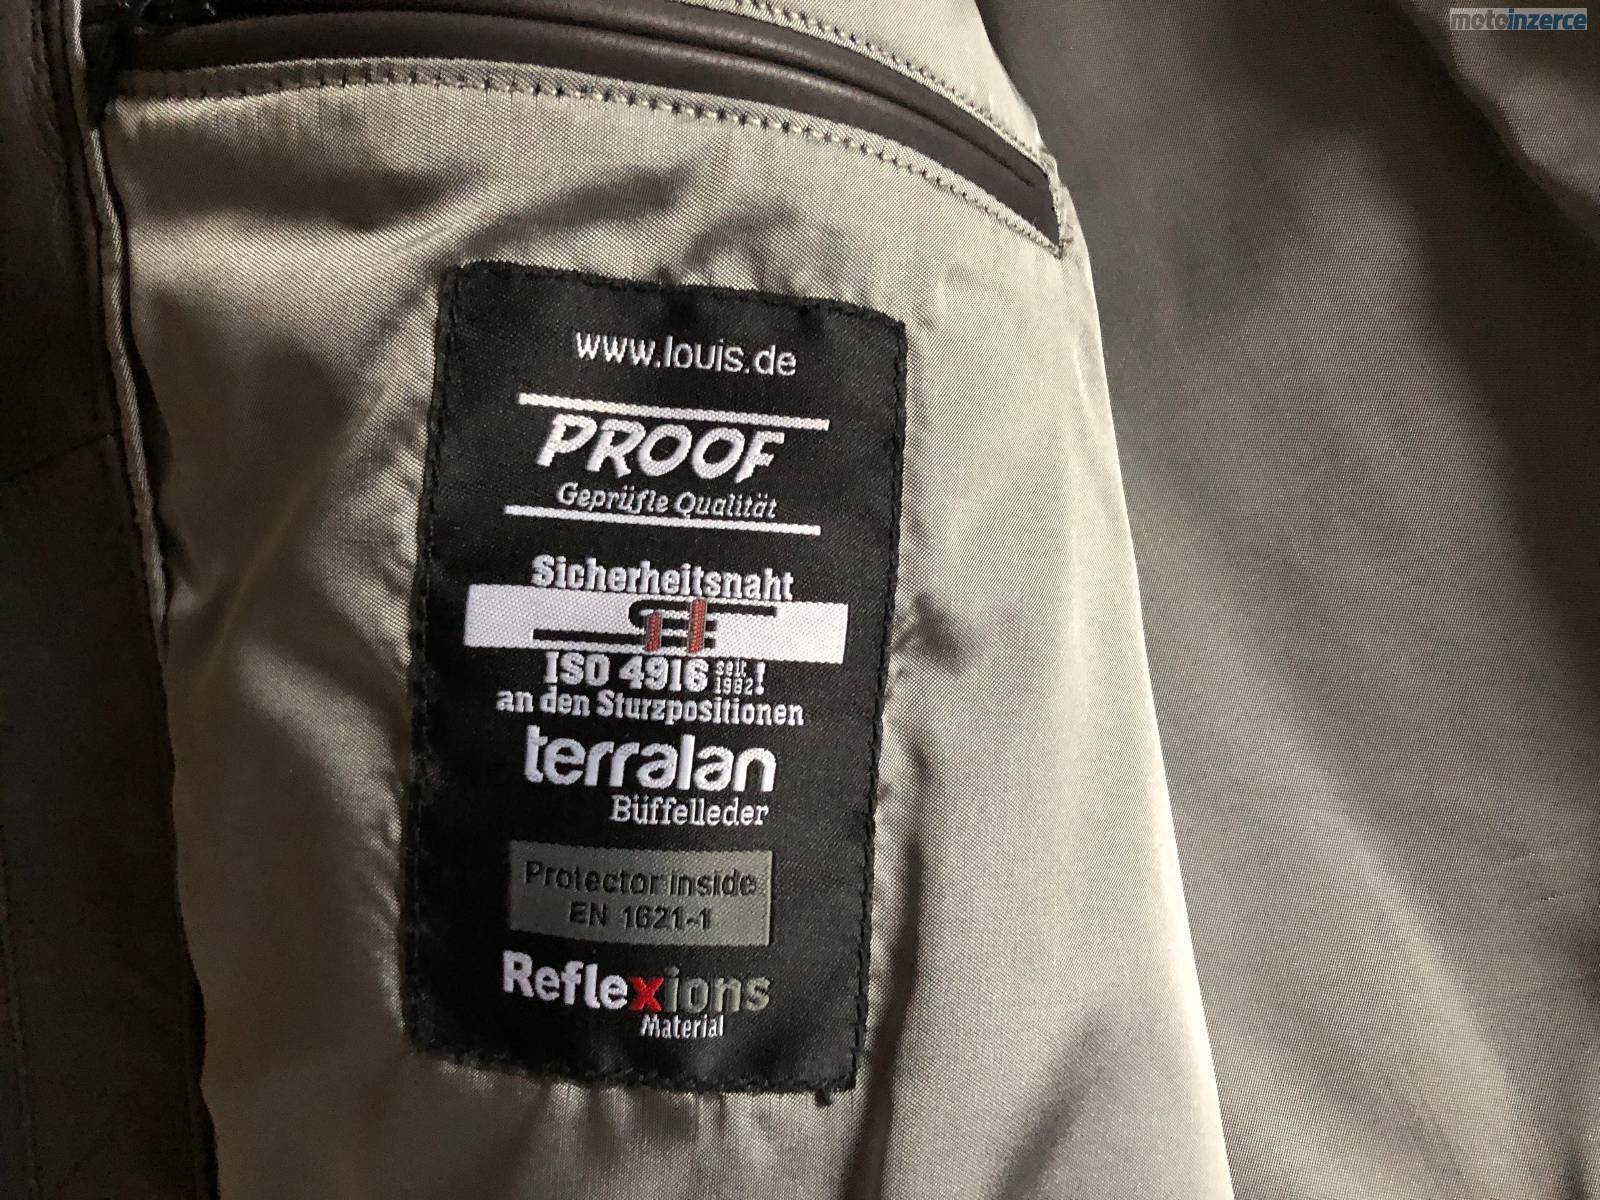 motoinzerce
www.louis.de
PROOF
Geprüfte Qualität
Sicherheitsnaht
ISO 4916 seit 1982!
an den Sturzpositionen
terralan
Büffelleder
Protector inside
EN 1621-1
Reflexions
Material